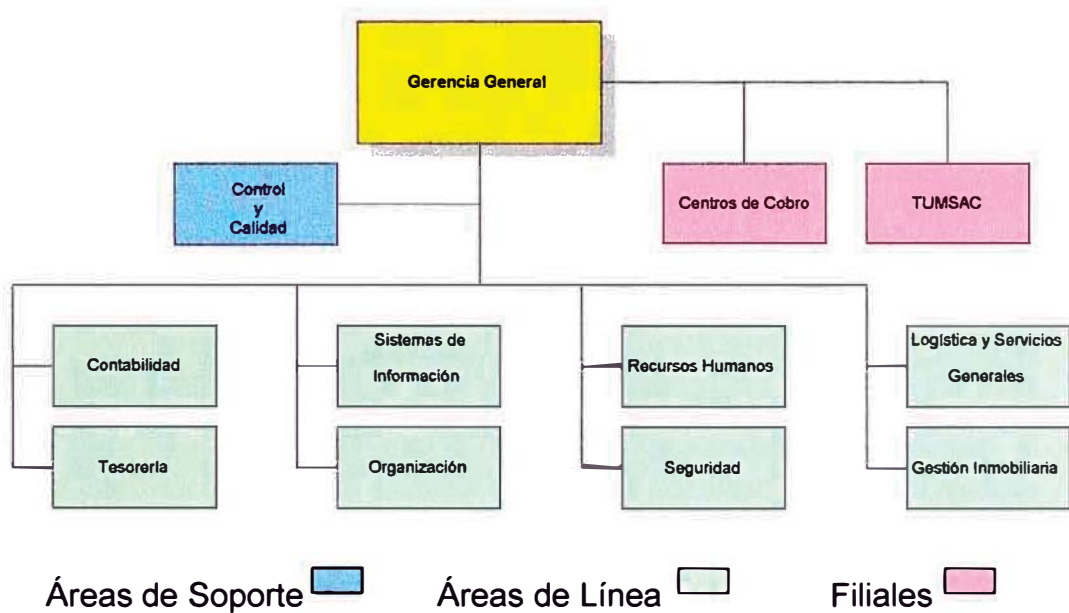 Gerencia General
Control
y
Calidad
Centros de Cobro
TUMSAC
Contabilidad
Sistemas de
Información
Recursos Humanos
Logística y Servicios
Generales
Tesorería
Organización
Seguridad
Gestión Inmobiliaria
Áreas de Soporte
Áreas de Línea
Filiales